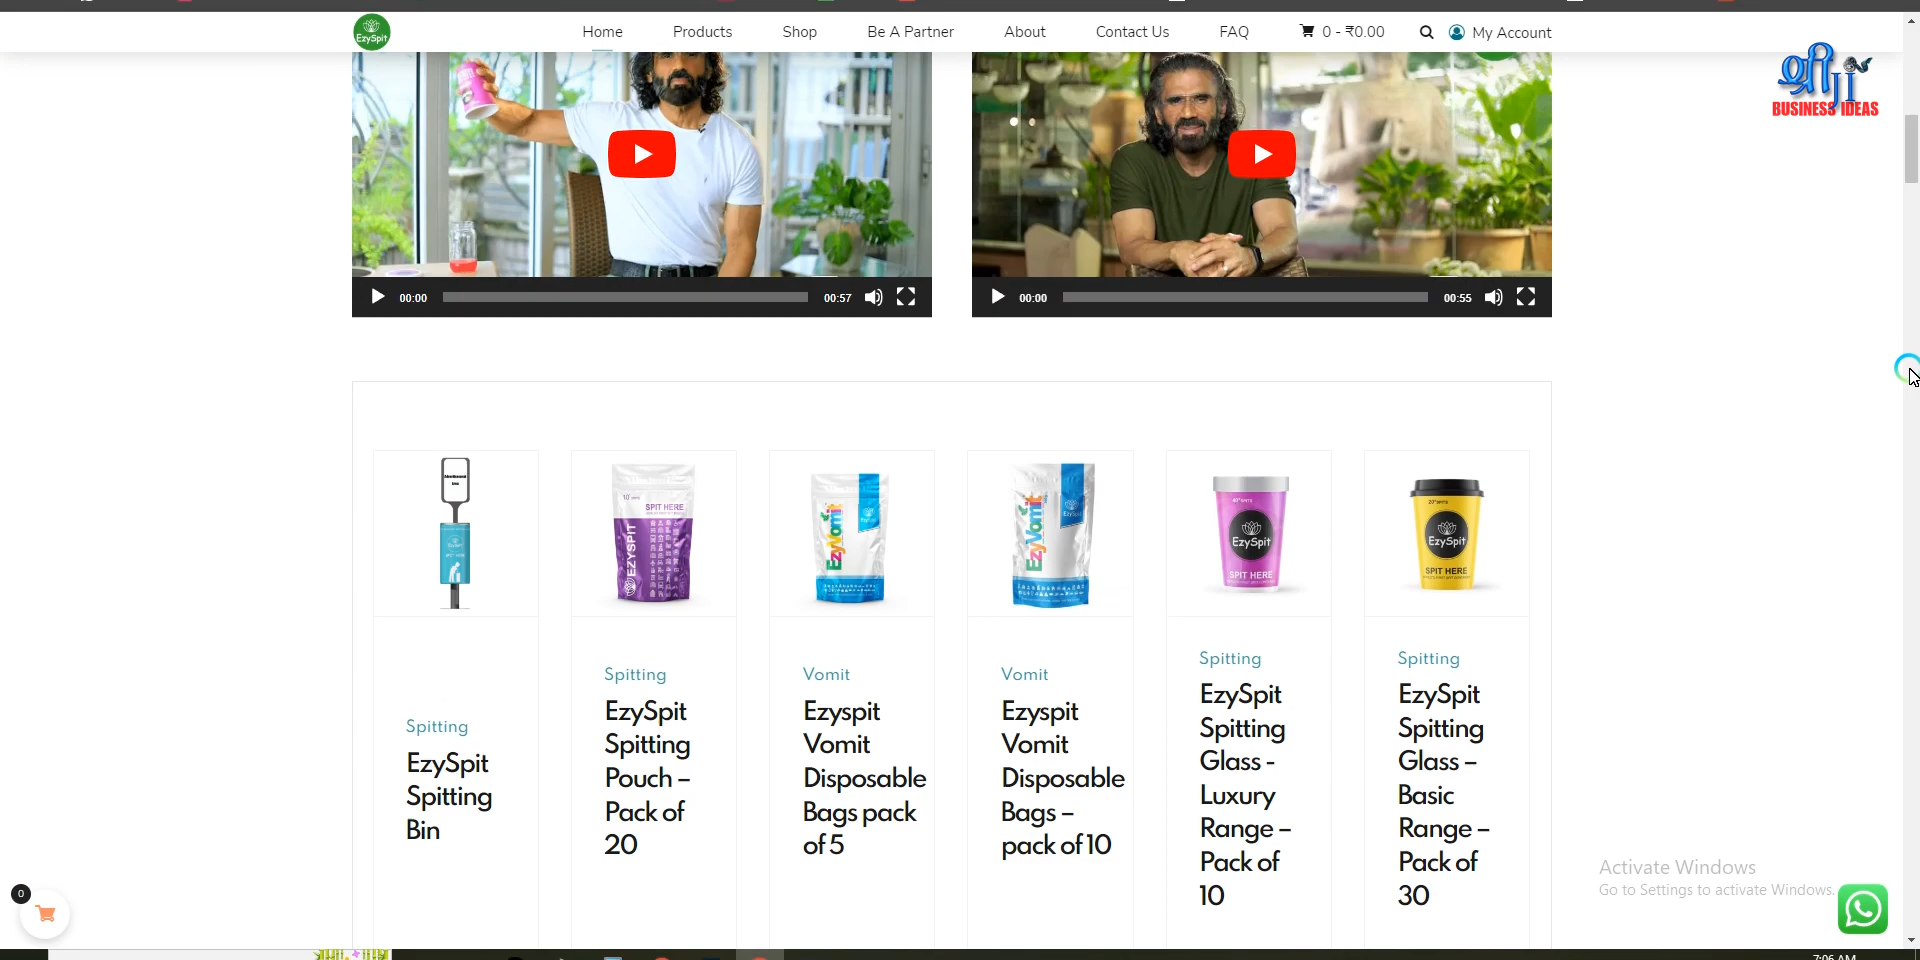 EzySpit
Home
Products
Shop
Be A Partner
About
Contact Us
FAQ
0 - ₹0.00
My Account
श्रीJI
BUSINESS IDEAS
00:00
00:57
00:00
00:55
SPIT HERE
EZYSPIT
EzyVomit
EzyVomit
EzySpit
SPIT HERE
EzySpit
SPIT HERE
Spitting
EzySpit
Spitting
Bin
Spitting
EzySpit
Spitting
Pouch –
Pack of
20
Vomit
Ezyspit
Vomit
Disposable
Bags pack
of 5
Vomit
Ezyspit
Vomit
Disposable
Bags –
pack of 10
Spitting
EzySpit
Spitting
Glass -
Luxury
Range –
Pack of
10
Spitting
EzySpit
Spitting
Glass –
Basic
Range –
Pack of
30
0
Activate Windows
Go to Settings to activate Windows.
7:06 AM